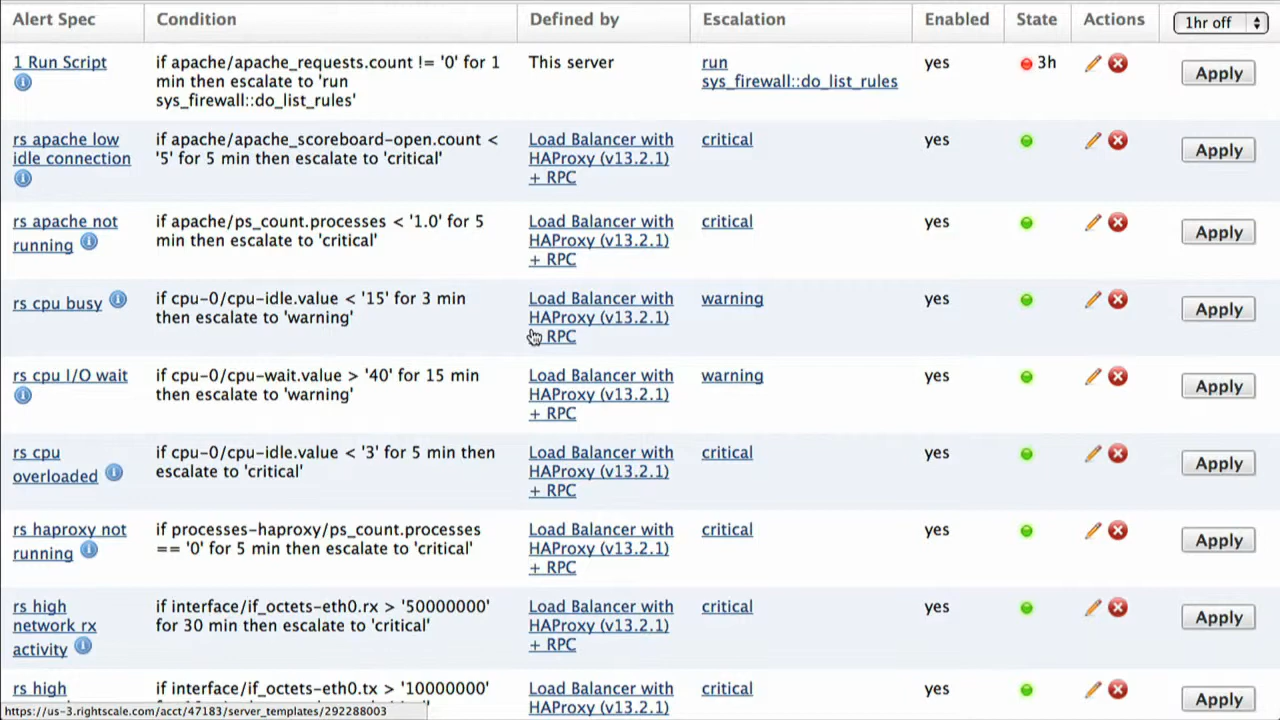 Alert Spec Condition Defined by Escalation Enabled State Actions 1hr off
1 Run Script if apache/apache_requests.count != '0' for 1 This server run yes 3h Apply
min then escalate to 'run sys_firewall::do_list_rules
sys_firewall::do_list_rules'
rs apache low if apache/apache_scoreboard-open.count < Load Balancer with critical yes Apply
idle connection '5' for 5 min then escalate to 'critical' HAProxy (v13.2.1)
+ RPC
rs apache not if apache/ps_count.processes < '1.0' for 5 Load Balancer with critical yes Apply
running min then escalate to 'critical' HAProxy (v13.2.1)
+ RPC
rs cpu busy if cpu-0/cpu-idle.value < '15' for 3 min Load Balancer with warning yes Apply
then escalate to 'warning' HAProxy (v13.2.1)
RPC
rs cpu I/O wait if cpu-0/cpu-wait.value > '40' for 15 min Load Balancer with warning yes Apply
then escalate to 'warning' HAProxy (v13.2.1)
+ RPC
rs cpu if cpu-0/cpu-idle.value < '3' for 5 min then Load Balancer with critical yes Apply
overloaded escalate to 'critical' HAProxy (v13.2.1)
+ RPC
rs haproxy not if processes-haproxy/ps_count.processes Load Balancer with critical yes Apply
running == '0' for 5 min then escalate to 'critical' HAProxy (v13.2.1)
+ RPC
rs high if interface/if_octets-eth0.rx > '50000000' Load Balancer with critical yes Apply
network rx for 30 min then escalate to 'critical' HAProxy (v13.2.1)
activity + RPC
rs high if interface/if_octets-eth0.tx > '10000000' Load Balancer with critical yes Apply
HAProxy (v13.2.1)
https://us-3.rightscale.com/acct/47183/server_templates/292288003